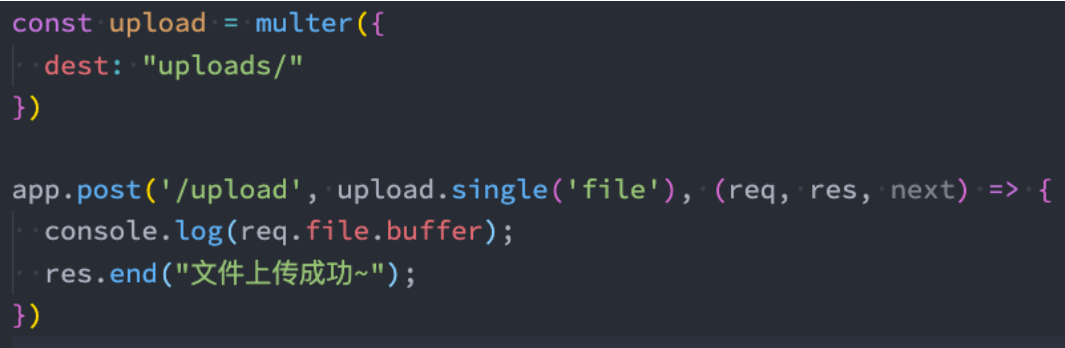 const upload = multer({
  dest: "uploads/"
})

app.post('/upload', upload.single('file'), (req, res, next) => {
  console.log(req.file.buffer);
  res.end("文件上传成功~");
})